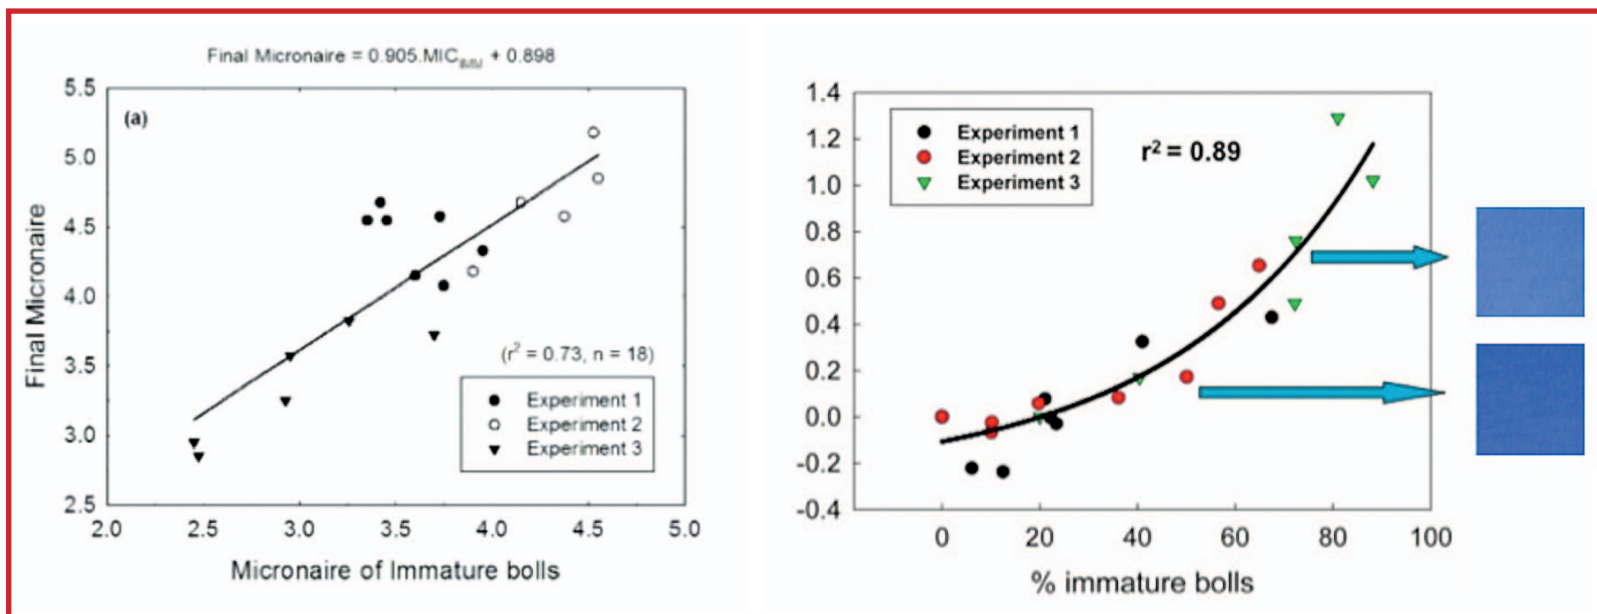 Final Micronaire = 0.905.MIC + 0.898
(a)
5.5
5.0
4.5
4.0
3.5
3.0
2.5
Final Micronaire
(r² = 0.73, n = 18)
Experiment 1
Experiment 2
Experiment 3
2.0 2.5 3.0 3.5 4.0 4.5 5.0
Micronaire of Immature bolls
1.4
1.2
1.0
0.8
0.6
0.4
0.2
0.0
-0.2
-0.4
Experiment 1
Experiment 2
Experiment 3
r² = 0.89
0 20 40 60 80 100
% immature bolls